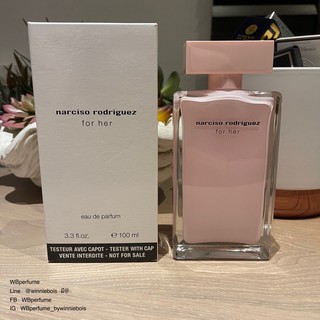 narciso rodriguez
for her
eau de parfum
3.3 fl.oz. ℮ 100 ml
TESTEUR AVEC CAPOT - TESTER WITH CAP
VENTE INTERDITE - NOT FOR SALE
narciso rodriguez
for her
WBperfume
Line : @winniebois
FB : WBperfume
IG : WBperfume_bywinniebois